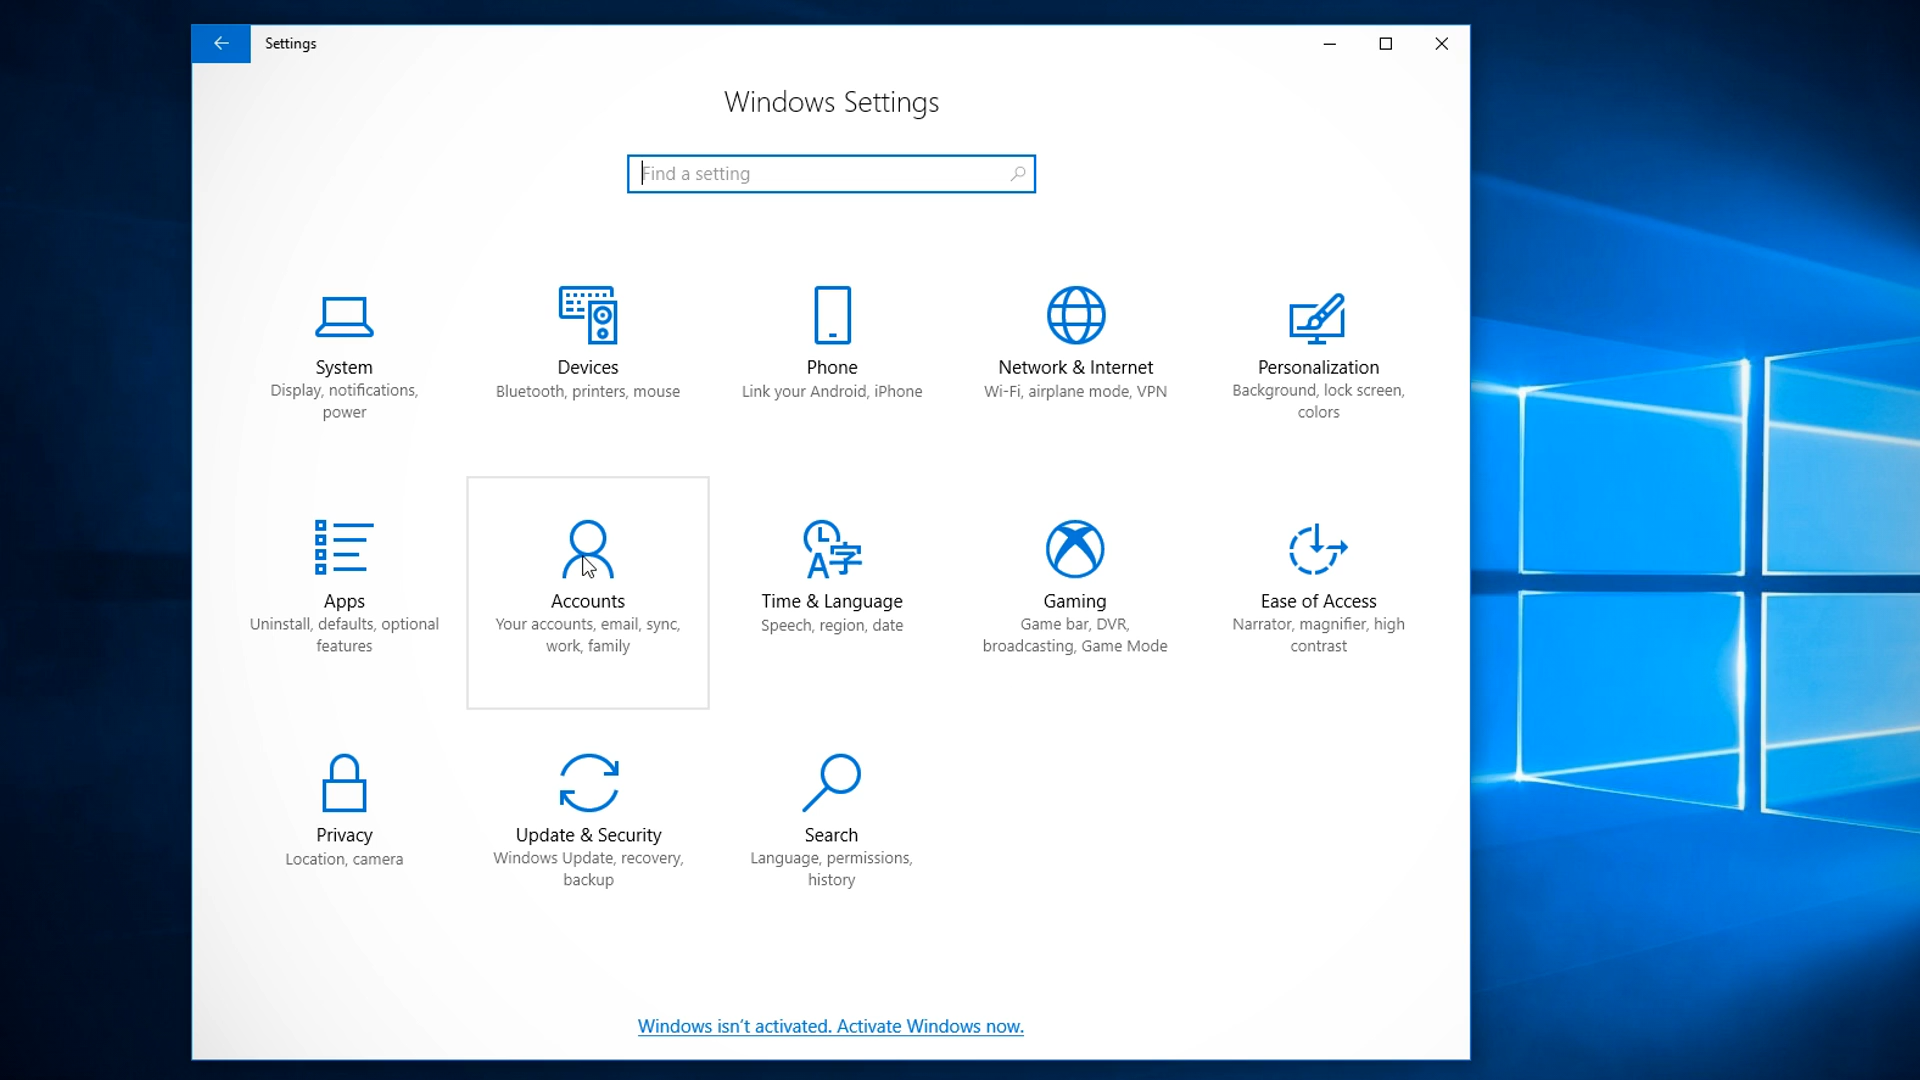 Settings
Windows Settings
Find a setting
System
Display, notifications,
power
Devices
Bluetooth, printers, mouse
Phone
Link your Android, iPhone
Network & Internet
Wi-Fi, airplane mode, VPN
Personalization
Background, lock screen,
colors
Apps
Uninstall, defaults, optional
features
Accounts
Your accounts, email, sync,
work, family
Time & Language
Speech, region, date
Gaming
Game bar, DVR,
broadcasting, Game Mode
Ease of Access
Narrator, magnifier, high
contrast
Privacy
Location, camera
Update & Security
Windows Update, recovery,
backup
Search
Language, permissions,
history
Windows isn't activated. Activate Windows now.